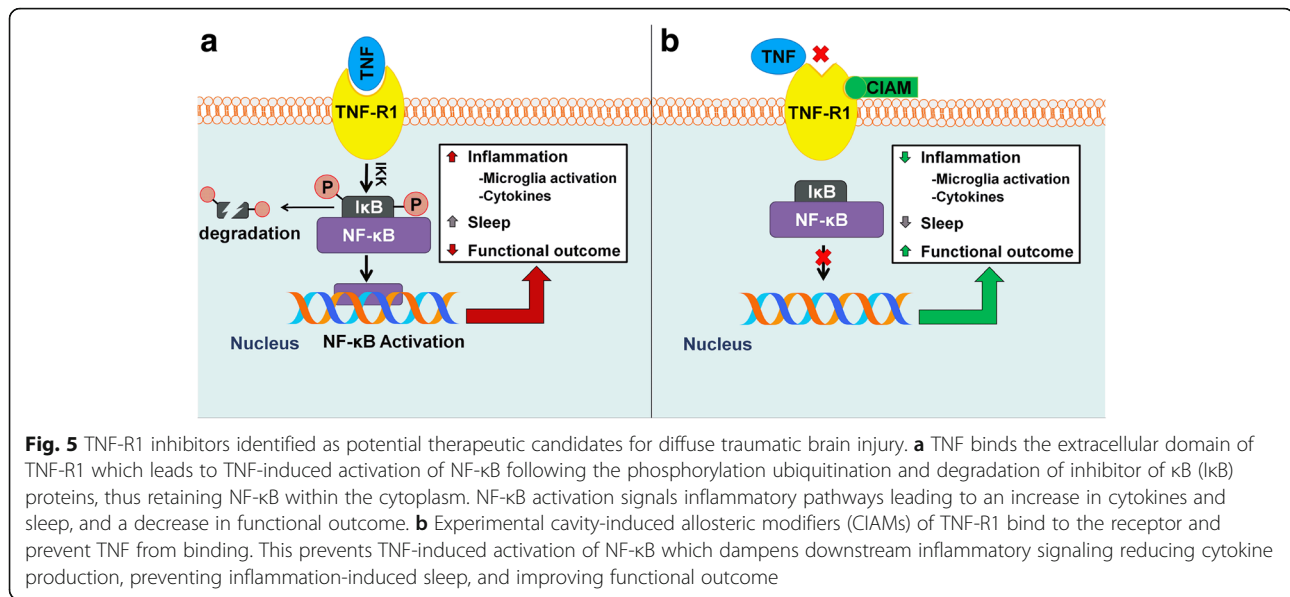 a
TNF
TNF-R1
IKK
P
IκB
P
NF-κB
degradation
Inflammation
-Microglia activation
-Cytokines
Sleep
Functional outcome
Nucleus
NF-κB Activation
b
TNF
CIAM
TNF-R1
IκB
NF-κB
Inflammation
-Microglia activation
-Cytokines
Sleep
Functional outcome
Nucleus
Fig. 5 TNF-R1 inhibitors identified as potential therapeutic candidates for diffuse traumatic brain injury. a TNF binds the extracellular domain of
TNF-R1 which leads to TNF-induced activation of NF-κB following the phosphorylation ubiquitination and degradation of inhibitor of κB (IκB)
proteins, thus retaining NF-κB within the cytoplasm. NF-κB activation signals inflammatory pathways leading to an increase in cytokines and
sleep, and a decrease in functional outcome. b Experimental cavity-induced allosteric modifiers (CIAMs) of TNF-R1 bind to the receptor and
prevent TNF from binding. This prevents TNF-induced activation of NF-κB which dampens downstream inflammatory signaling reducing cytokine
production, preventing inflammation-induced sleep, and improving functional outcome